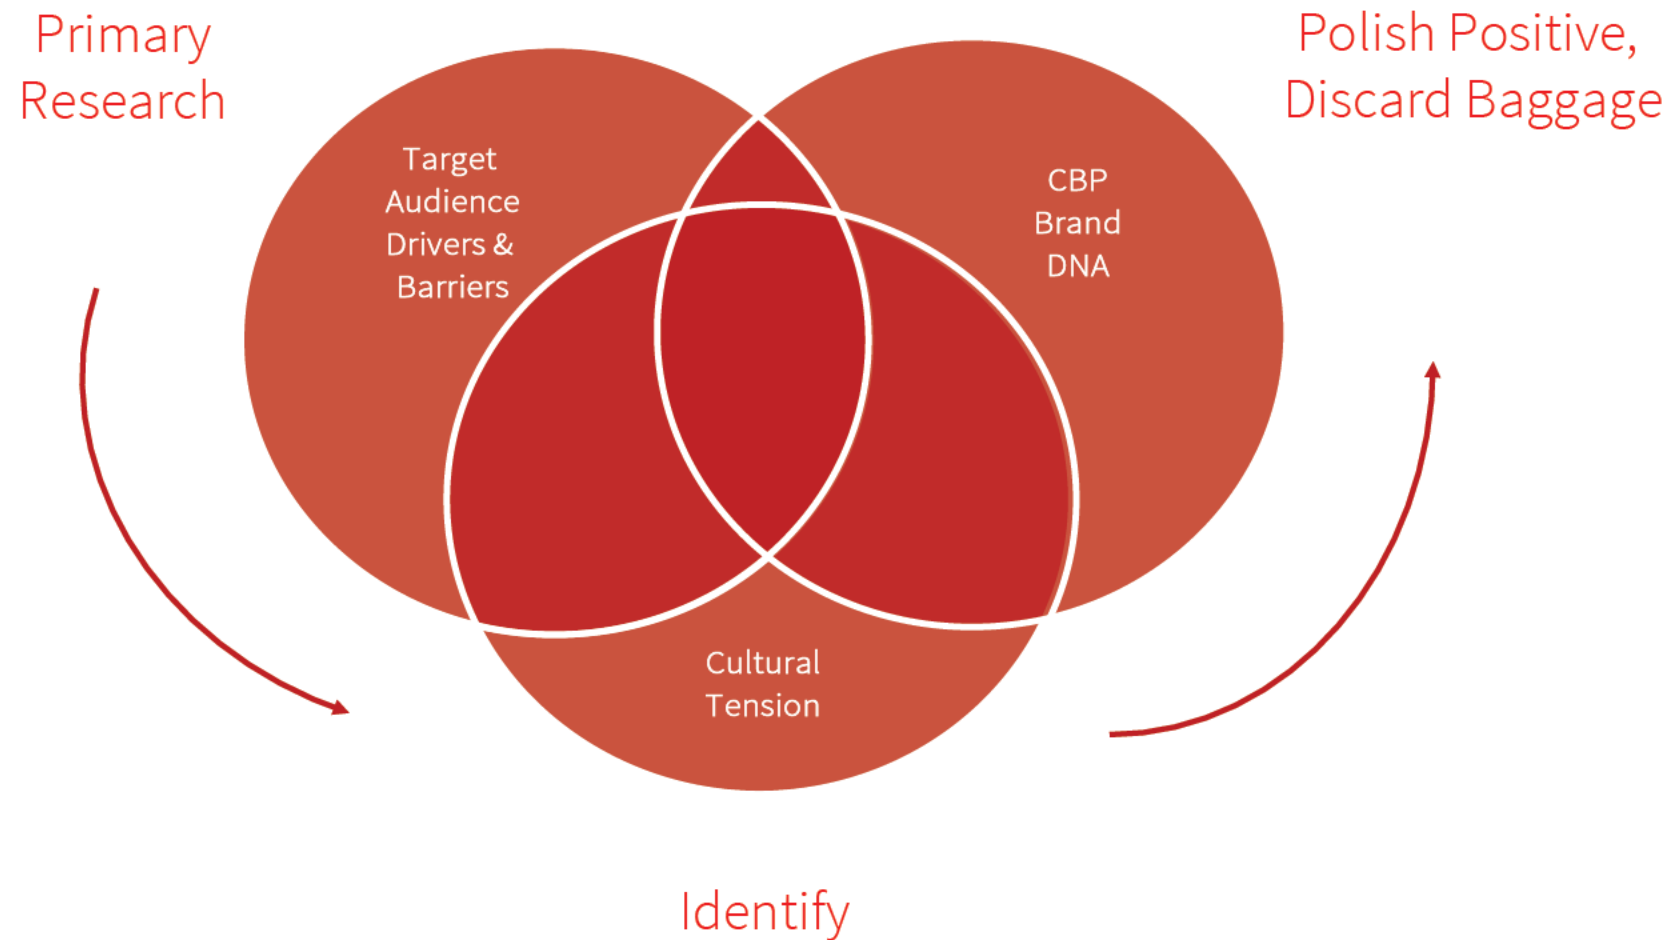 Primary
Research
Polish Positive,
Discard Baggage
Target
Audience
Drivers &
Barriers
CBP
Brand
DNA
Cultural
Tension
Identify